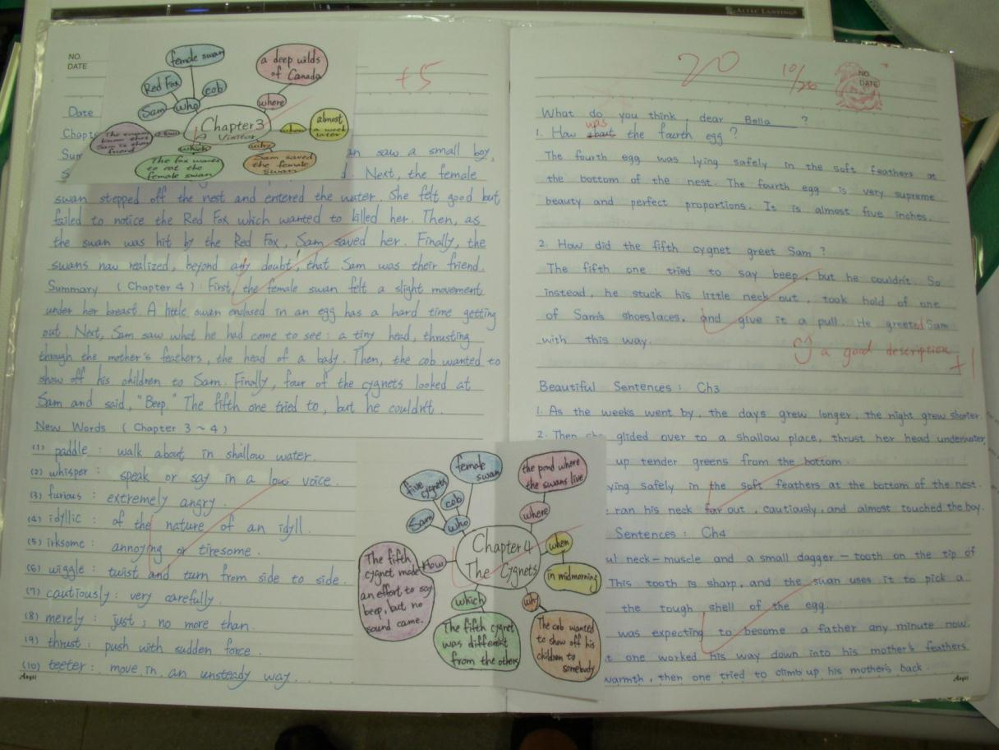 ALTEC LANSING
NO.
DATE
female swan
a deep wilds
of Canada
Red Fox
cob
Sam
who
where
Chapter 3
Visitor
when
almost
a week
later
which
why
The fox wants
to eat the
female swan
Sam saved
the female
swan
know that
Sam is their
friend
+5
Date
Chapt
Sum
an saw a small boy,
d. Next, the female
swan stepped off the nest and entered the water. She felt good but
failed to notice the Red Fox which wanted to killed her. Then, as
the swan was hit by the Red Fox, Sam saved her. Finally, the
swans now realized, beyond any doubt, that Sam was their friend.
Summary ( Chapter 4 ) : First, the female swan felt a slight movement
under her breast. A little swan enclosed in an egg has a hard time getting
out. Next, Sam saw what he had come to see : a tiny head, thrusting
through the mother's feathers, the head of a baby. Then, the cob wanted to
show off his children to Sam. Finally, four of the cygnets looked at
Sam and said, "Beep." The fifth one tried to, but he couldn't.
New Words ( Chapter 3 ~ 4 )
(1) paddle : walk about in shallow water.
(2) whisper : speak or say in a low voice.
(3) furious : extremely angry.
(4) idyllic : of the nature of an idyll.
(5) irksome : annoying or tiresome.
(6) wiggle : twist and turn from side to side.
(7) cautiously : very carefully.
(8) merely : just ; no more than.
(9) thrust : push with sudden force.
(10) teeter : move in an unsteady way.
Angel
female
swan
the pond where
the swans live
five
cygnets
cob
Sam
who
where
Chapter 4
The Cygnets
when
in midmorning
How
The fifth
cygnet made
an effort to say
beep, but no
sound came.
which
The fifth cygnet
was different
from the others
why
The cob wanted
to show off his
children to
somebody
20
10/26
NO.
DATE
What do you think, dear Bella ?
was
1. How about the fourth egg ?
The fourth egg was lying safely in the soft feathers at
the bottom of the nest. The fourth egg is very supreme
beauty and perfect proportions. It is almost five inches.
2. How did the fifth cygnet greet Sam ?
The fifth one tried to say beep, but he couldn't. So
instead, he stuck his little neck out, took hold of one
of Sam's shoeslaces, and give it a pull. He greeted Sam
with this way.
a good description
+1
Beautiful Sentences : Ch3
1. As the weeks went by, the days grew longer, the night grew shorter.
2. Then she glided over to a shallow place, thrust her head underwater,
up tender greens from the bottom.
ying safely in the soft feathers at the bottom of the nest.
ran his neck far out, cautiously, and almost touched the boy.
Sentences : Ch4
ul neck-muscle and a small dagger-tooth on the tip of
This tooth is sharp, and the swan uses it to pick a
the tough shell of the egg.
was expecting to become a father any minute now.
t one worked his way down into his mother's feathers
warmth, then one tried to climb up his mother's back.
Angel